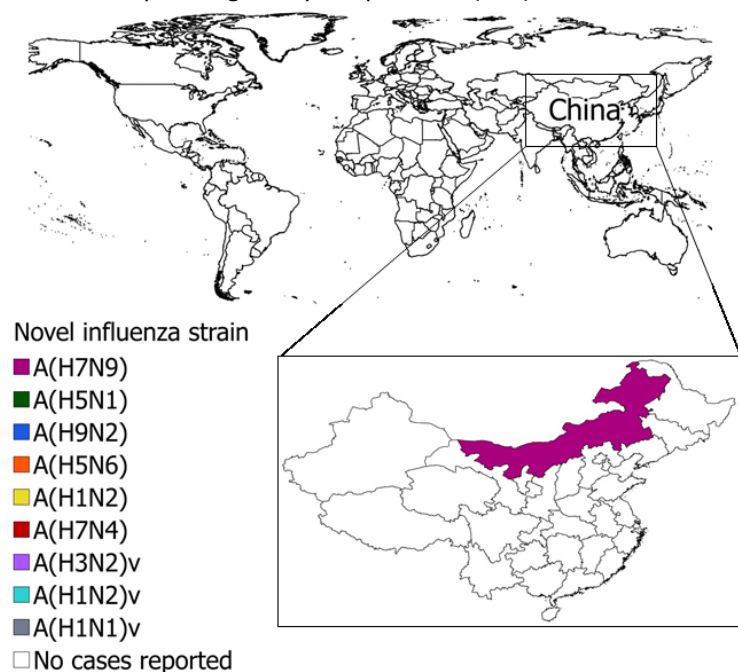 China
Novel influenza strain
A(H7N9)
A(H5N1)
A(H9N2)
A(H5N6)
A(H1N2)
A(H7N4)
A(H3N2)v
A(H1N2)v
A(H1N1)v
No cases reported